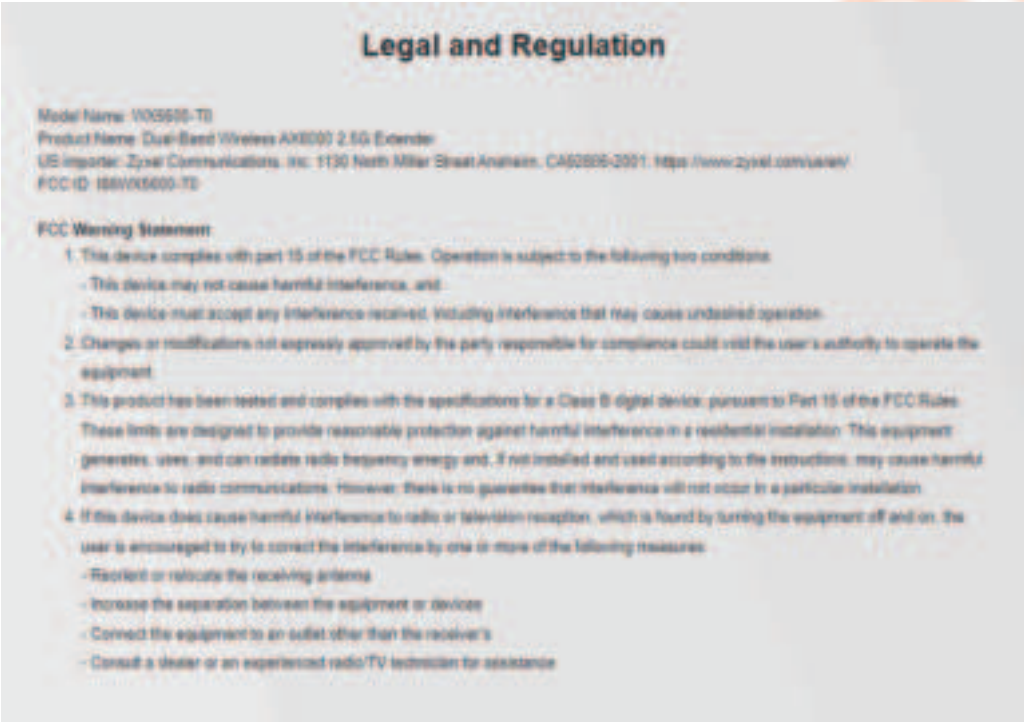 Legal and Regulation
Model Name: WX5600-T0
Product Name: Dual-Band Wireless AX6000 2.5G Extender
US Importer: Zyxel Communications, Inc. 1130 North Miller Street Anaheim, CA92806-2001, https://www.zyxel.com/us/en/
FCC ID: I88WX5600-T0
FCC Warning Statement
1. This device complies with part 15 of the FCC Rules. Operation is subject to the following two conditions:
- This device may not cause harmful interference, and
- This device must accept any interference received, including interference that may cause undesired operation.
2. Changes or modifications not expressly approved by the party responsible for compliance could void the user's authority to operate the
equipment.
3. This product has been tested and complies with the specifications for a Class B digital device, pursuant to Part 15 of the FCC Rules.
These limits are designed to provide reasonable protection against harmful interference in a residential installation. This equipment
generates, uses, and can radiate radio frequency energy and, if not installed and used according to the instructions, may cause harmful
interference to radio communications. However, there is no guarantee that interference will not occur in a particular installation.
4. If this device does cause harmful interference to radio or television reception, which is found by turning the equipment off and on, the
user is encouraged to try to correct the interference by one or more of the following measures:
- Reorient or relocate the receiving antenna
- Increase the separation between the equipment or devices
- Connect the equipment to an outlet other than the receiver's
- Consult a dealer or an experienced radio/TV technician for assistance